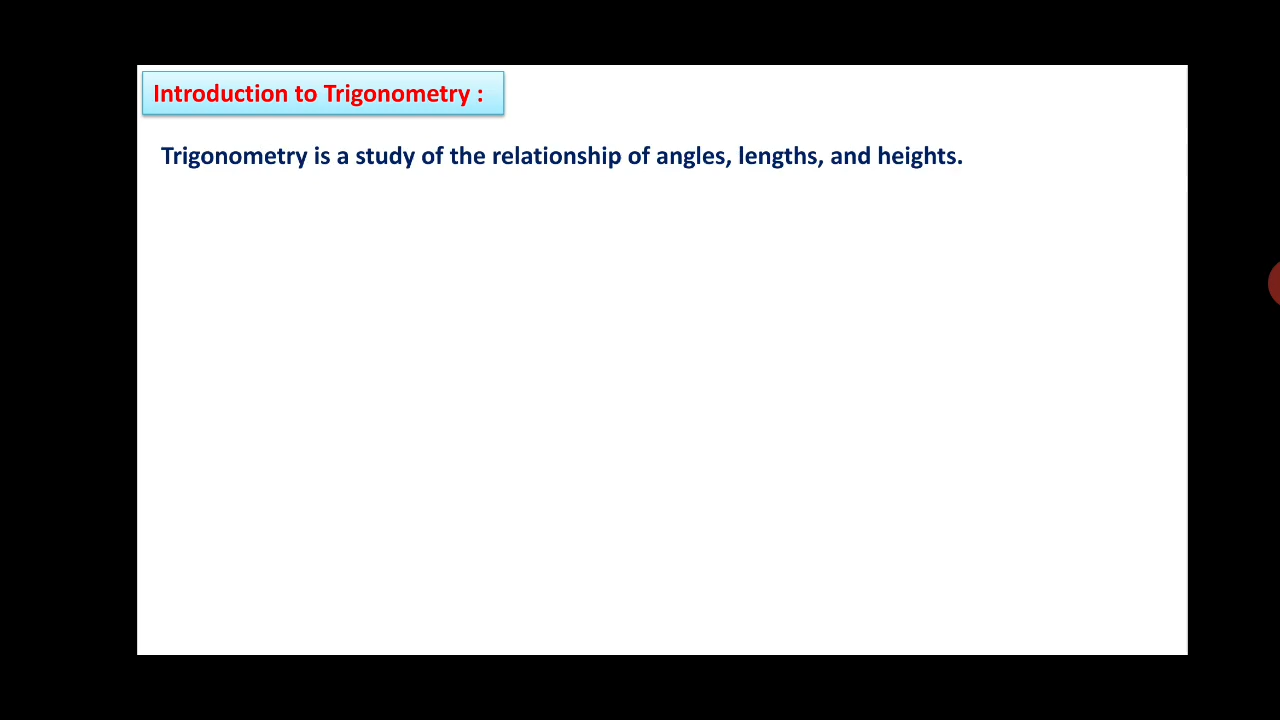 Introduction to Trigonometry :
Trigonometry is a study of the relationship of angles, lengths, and heights.